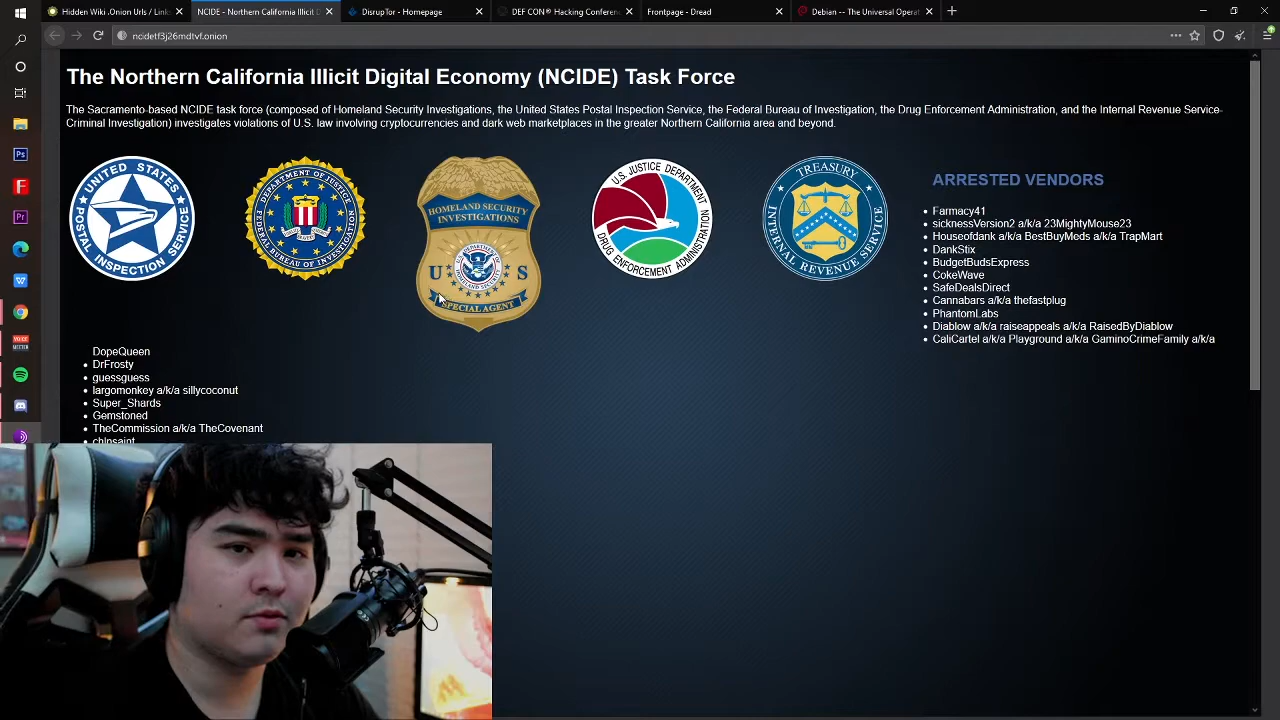 Hidden Wiki .Onion Urls / Link
NCIDE - Northern California Illicit D
DisrupTor - Homepage
DEF CON® Hacking Conferen
Frontpage - Dread
Debian -- The Universal Operat
ncidetf3j26mdtvf.onion
The Northern California Illicit Digital Economy (NCIDE) Task Force
The Sacramento-based NCIDE task force (composed of Homeland Security Investigations, the United States Postal Inspection Service, the Federal Bureau of Investigation, the Drug Enforcement Administration, and the Internal Revenue Service-
Criminal Investigation) investigates violations of U.S. law involving cryptocurrencies and dark web marketplaces in the greater Northern California area and beyond.
UNITED STATES
POSTAL INSPECTION SERVICE
DEPARTMENT OF JUSTICE
FEDERAL BUREAU OF INVESTIGATION
HOMELAND SECURITY
INVESTIGATIONS
U S
SPECIAL AGENT
U.S. JUSTICE DEPARTMENT
DRUG ENFORCEMENT ADMINISTRATION
TREASURY
INTERNAL REVENUE SERVICE
ARRESTED VENDORS
Farmacy41
sicknessVersion2 a/k/a 23MightyMouse23
Houseofdank a/k/a BestBuyMeds a/k/a TrapMart
DankStix
BudgetBudsExpress
CokeWave
SafeDealsDirect
Cannabars a/k/a thefastplug
PhantomLabs
Diablow a/k/a raiseappeals a/k/a RaisedByDiablow
CaliCartel a/k/a Playground a/k/a GaminoCrimeFamily a/k/a
DopeQueen
DrFrosty
guessguess
largomonkey a/k/a sillycoconut
Super_Shards
Gemstoned
TheCommission a/k/a TheCovenant
chlnsaint
Ps
F
Pr
W
VOICE
MEETER